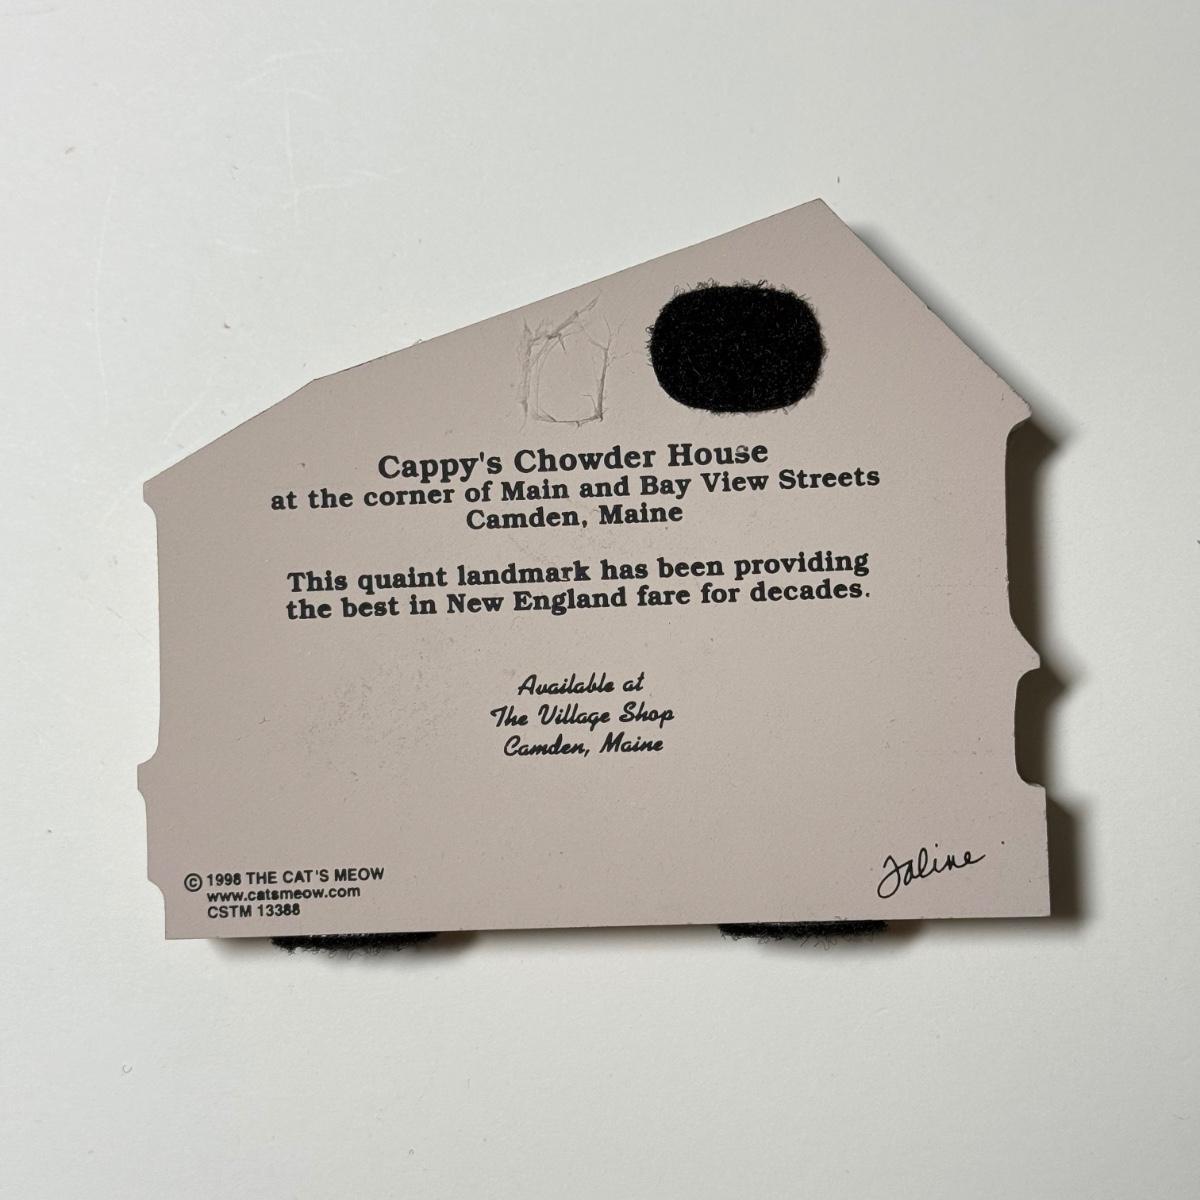 Cappy's Chowder House
at the corner of Main and Bay View Streets
Camden, Maine
This quaint landmark has been providing
the best in New England fare for decades.
Available at
The Village Shop
Camden, Maine
© 1998 THE CAT'S MEOW
www.catsmeow.com
CSTM 13388
Jaline